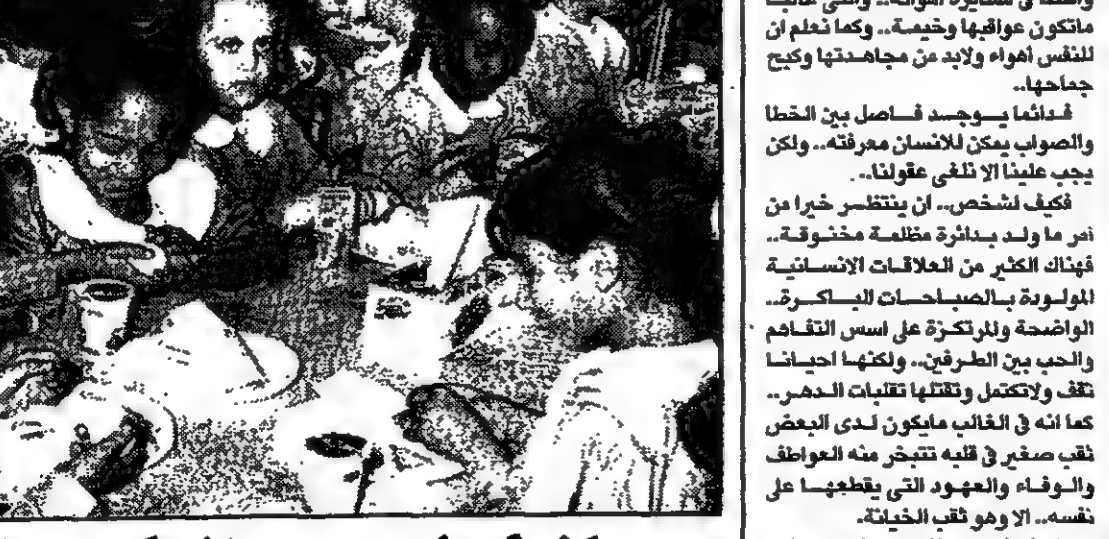 ماتكون عواقبها وخيمة.. وكما نعلم ان
للنفس أهواء ولابد من مجاهدتها وكبح
جماحها..
فدائما يوجد فاصل بين الخطا
والصواب يمكن للانسان معرفته.. ولكن
يجب علينا الا نلغى عقولنا..
فكيف لشخص.. ان ينتظر خيرا من
أمر ما ولد بدائرة مظلمة مخنوقة..
فهناك الكثير من العلاقات الانسانية
المولودة بالصباحات الباكرة..
الواضحة والمرتكزة على اسس التفاهم
والحب بين الطرفين.. ولكنها احيانا
تقف ولاتكتمل وتقتلها تقلبات الدهر..
كما انه في الغالب مايكون لدى البعض
ثقب صغير في قلبه تتبخر منه العواطف
والوفاء والعهود التى يقطعها على
نفسه.. الا وهو ثقب الخيانة.